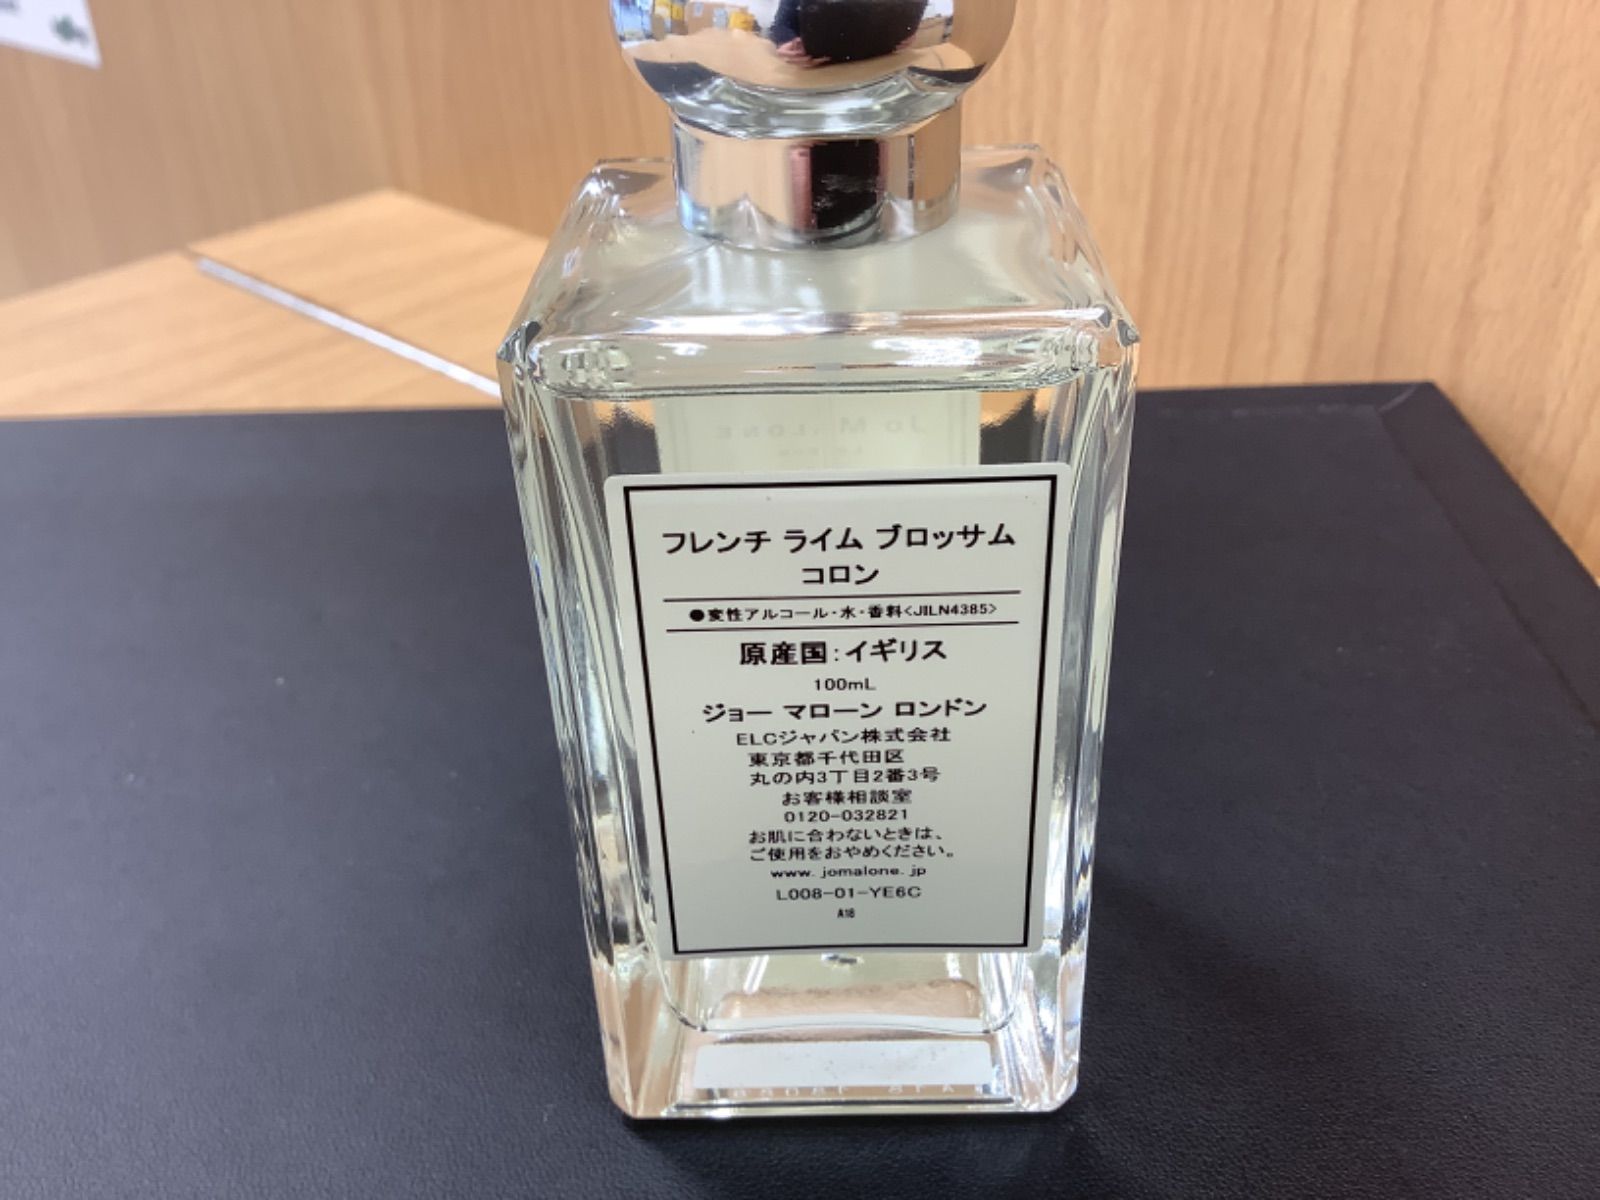 JO MALONE
フレンチ ライム ブロッサム
コロン
●変性アルコール・水・香料<JILN4385>
原産国:イギリス
100mL
ジョー マローン ロンドン
ELCジャパン株式会社
東京都千代田区
丸の内3丁目2番3号
お客様相談室
0120-032821
お肌に合わないときは、
ご使用をおやめください。
www.jomalone.jp
L008-01-YE6C
A18